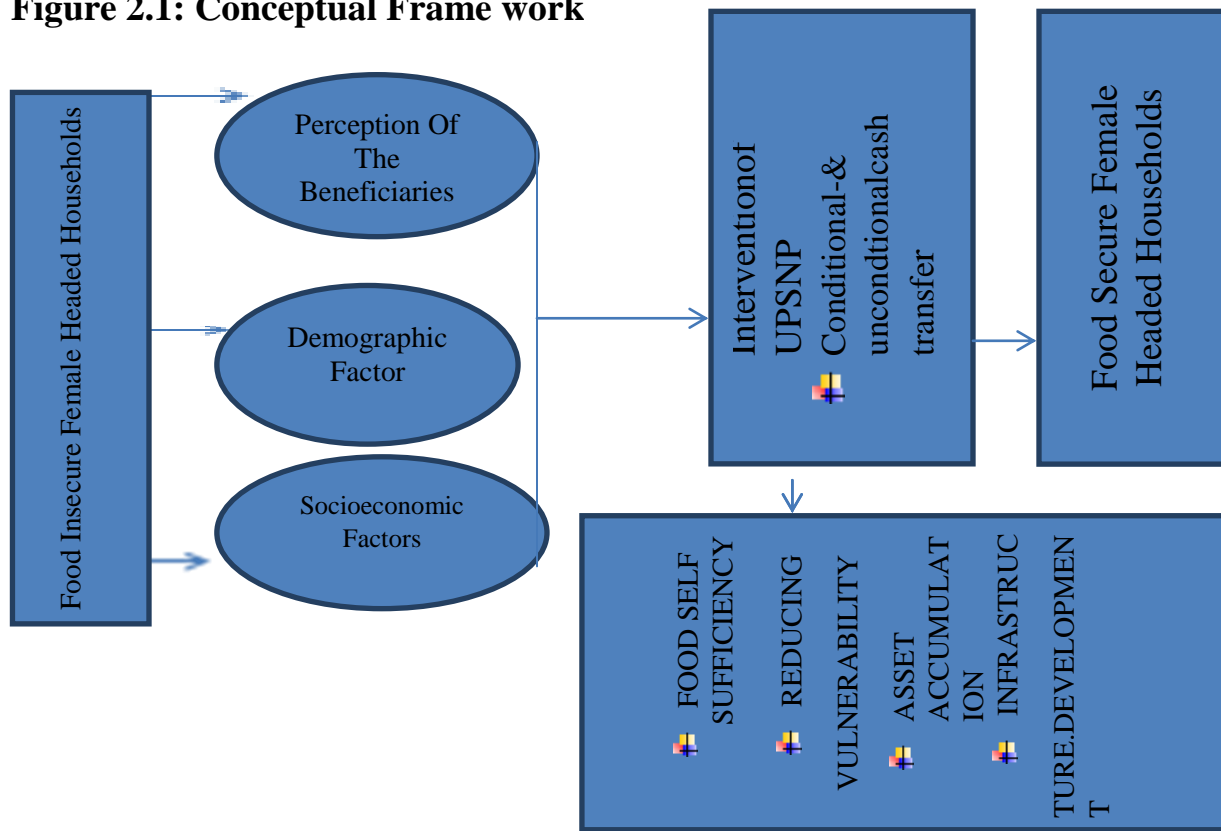 Figure 2.1: Conceptual Frame work
Food Insecure Female Headed Households
Perception Of
The
Beneficiaries
Demographic
Factor
Socioeconomic
Factors
Interventionof
UPSNP
Conditional-&
uncondtionalcash
transfer
Food Secure Female
Headed Households
FOOD SELF
SUFFICIENCY
REDUCING
VULNERABILITY
ASSET
ACCUMULAT
ION
INFRASTRUC
TURE.DEVELOPMEN
T